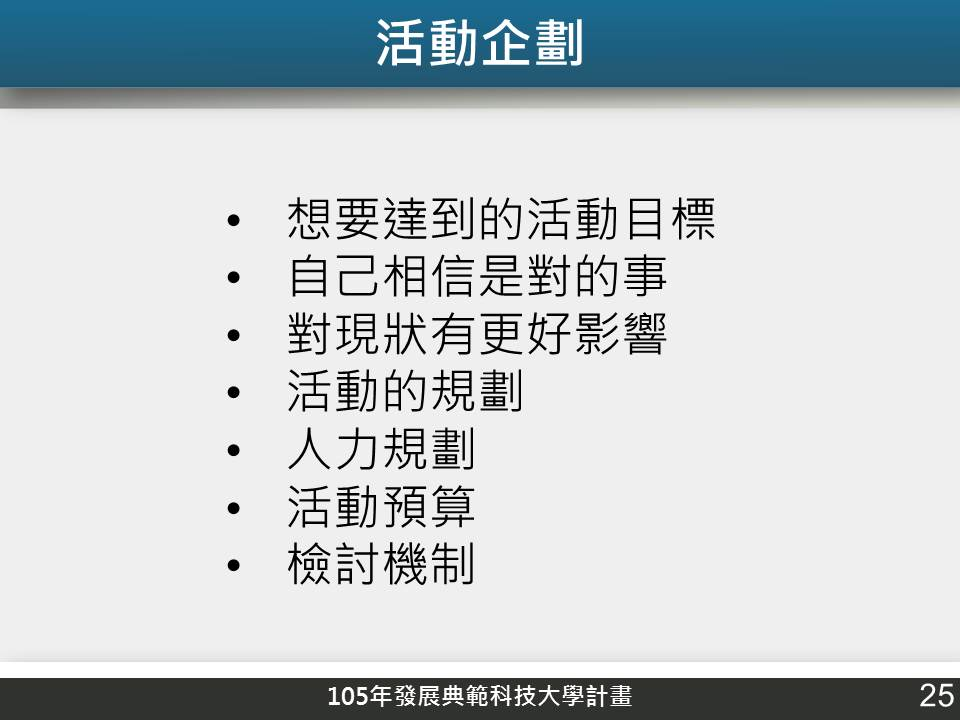 活動企劃
• 想要達到的活動目標
• 自己相信是對的事
• 對現狀有更好影響
• 活動的規劃
• 人力規劃
• 活動預算
• 檢討機制
105年發展典範科技大學計畫
25